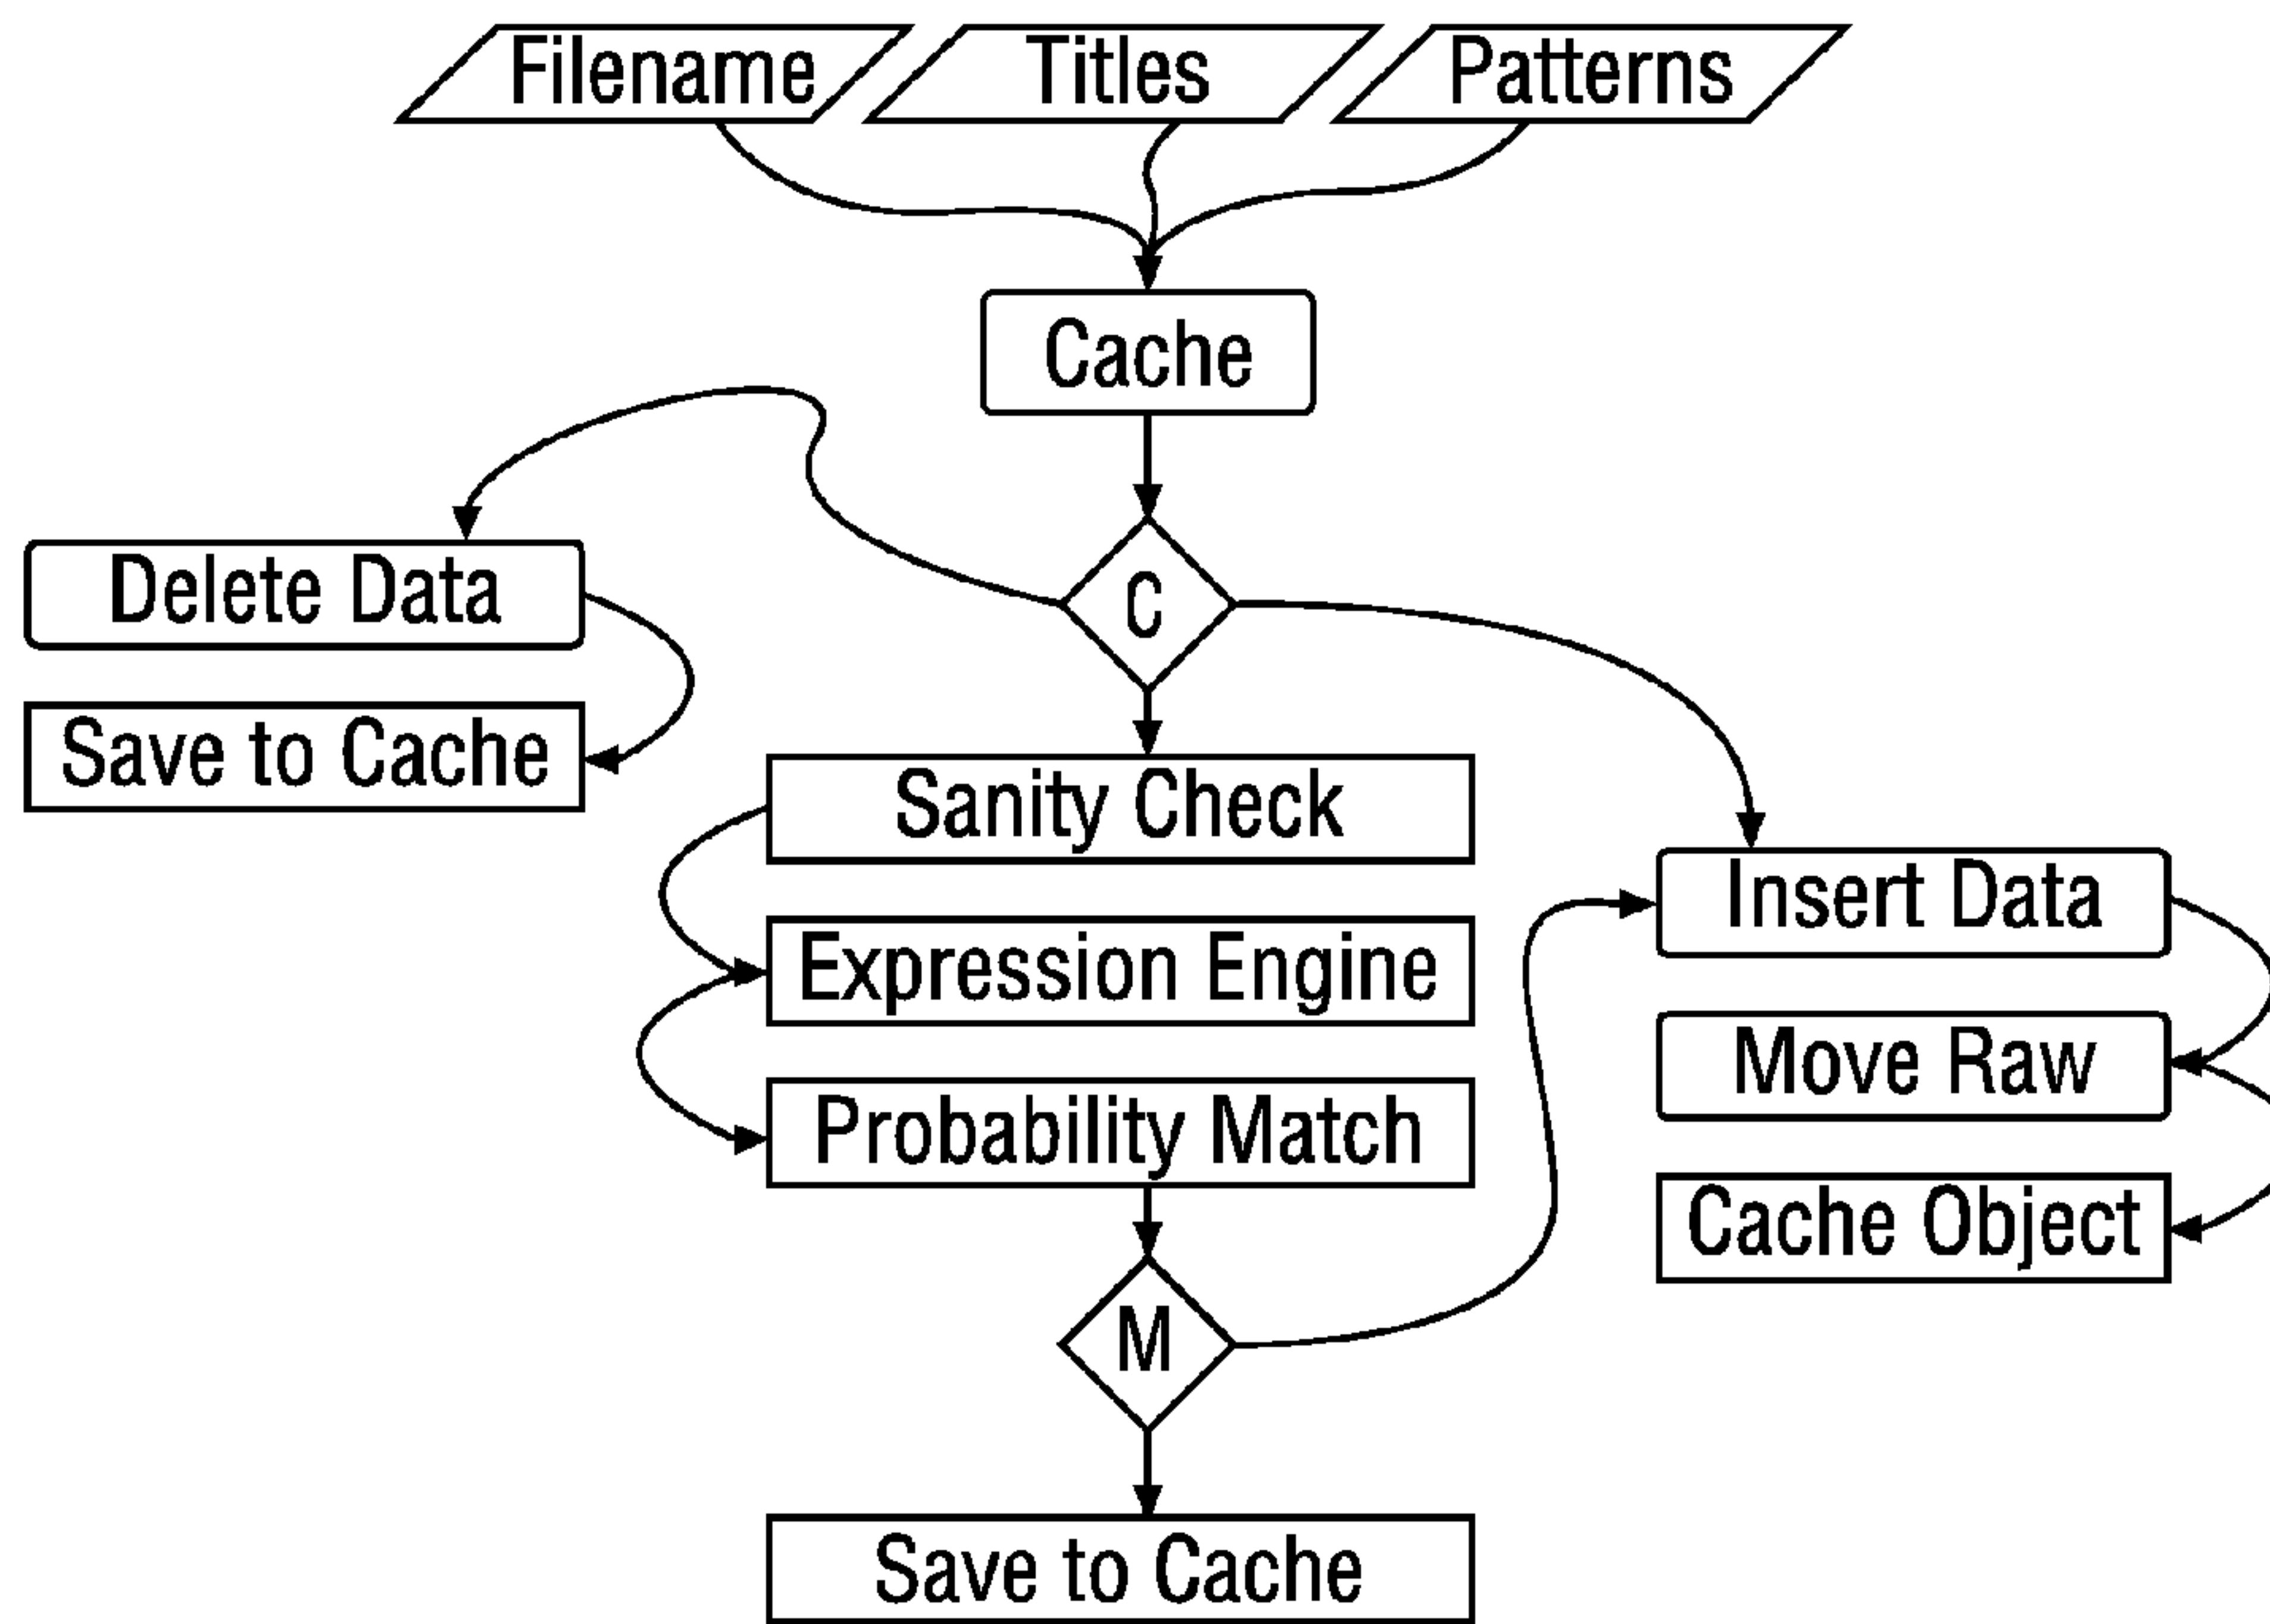 Filename
Titles
Patterns
Cache
C
Delete Data
Save to Cache
Sanity Check
Expression Engine
Probability Match
M
Save to Cache
Insert Data
Move Raw
Cache Object